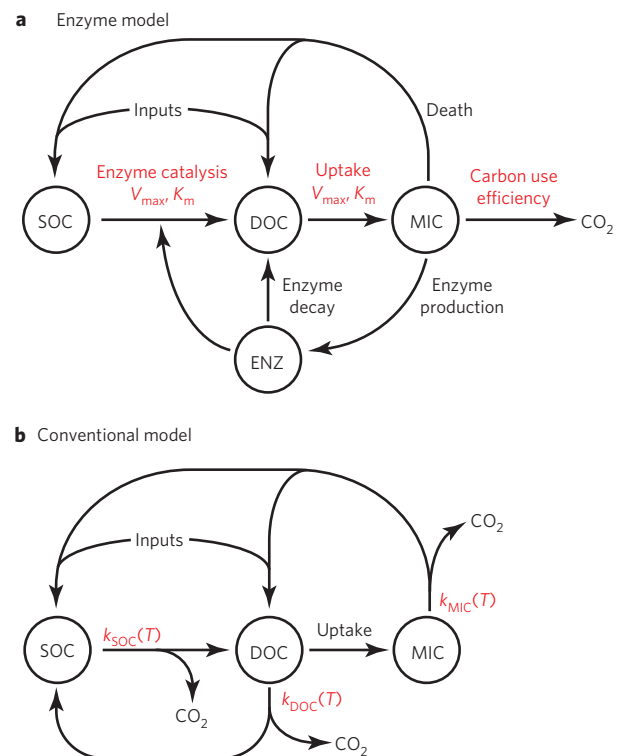 a Enzyme model
Inputs
Death
Enzyme catalysis
Vmax, Km
Uptake
Vmax, Km
Carbon use
efficiency
SOC
DOC
MIC
CO2
Enzyme
decay
Enzyme
production
ENZ
b Conventional model
CO2
Inputs
kMIC(T)
kSOC(T)
Uptake
SOC
DOC
MIC
kDOC(T)
CO2
CO2